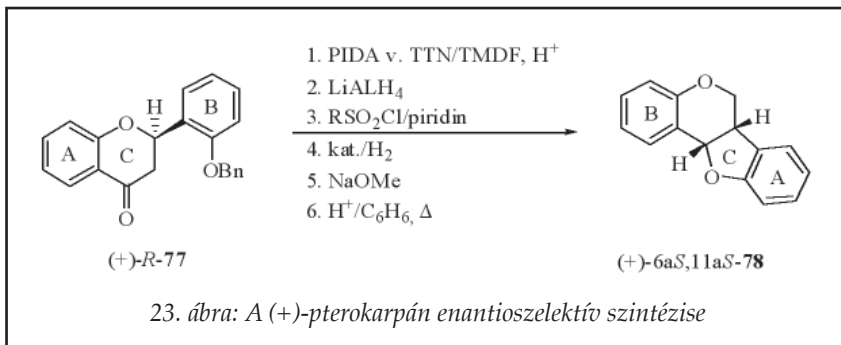 1. PIDA v. TTN/TMDF, H⁺
2. LiALH₄
3. RSO₂Cl/piridin
4. kat./H₂
5. NaOMe
6. H⁺/C₆H₆, Δ
H
O
A
C
B
OBn
O
B
O
H
H
C
O
A
(+)-R-77
(+)-6aS,11aS-78
23. ábra: A (+)-pterokarpán enantioszelektív szintézise